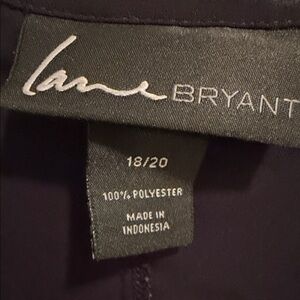 Lane BRYANT
18/20
100% POLYESTER
MADE IN
INDONESIA